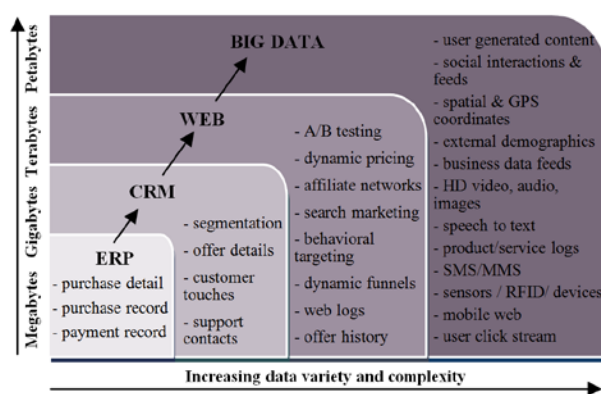 Petabytes
Terabytes
Gigabytes
Megabytes
BIG DATA
WEB
CRM
ERP
- purchase detail
- purchase record
- payment record
- segmentation
- offer details
- customer
touches
- support
contacts
- A/B testing
- dynamic pricing
- affiliate networks
- search marketing
- behavioral
targeting
- dynamic funnels
- web logs
- offer history
- user generated content
- social interactions &
feeds
- spatial & GPS
coordinates
- external demographics
- business data feeds
- HD video, audio,
images
- speech to text
- product/service logs
- SMS/MMS
- sensors / RFID/ devices
- mobile web
- user click stream
Increasing data variety and complexity